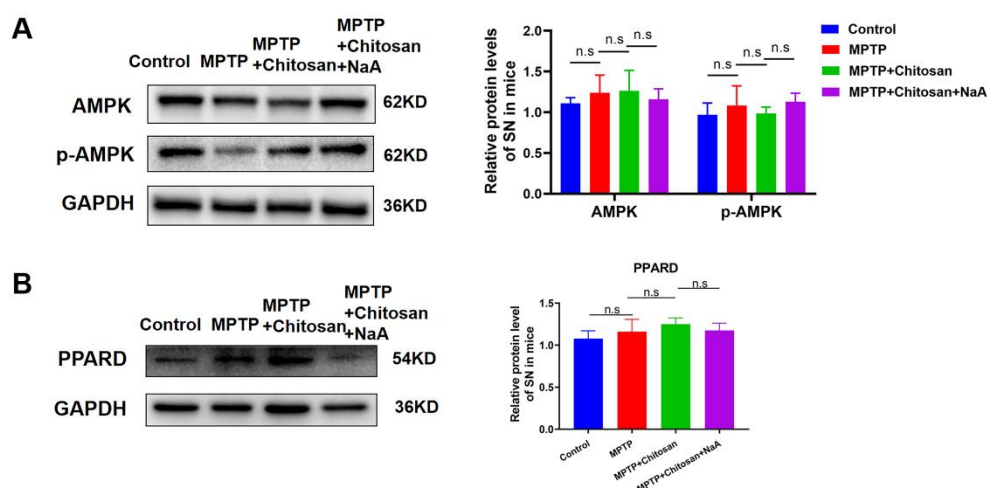 A
Control MPTP MPTP +Chitosan MPTP +Chitosan +NaA
AMPK 62KD
p-AMPK 62KD
GAPDH 36KD
Relative protein levels of SN in mice
2.0
1.5
1.0
0.5
0.0
n.s n.s n.s n.s n.s n.s
AMPK p-AMPK
Control
MPTP
MPTP+Chitosan
MPTP+Chitosan+NaA
B
Control MPTP MPTP +Chitosan MPTP +Chitosan +NaA
PPARD 54KD
GAPDH 36KD
PPARD
Relative protein level of SN in mice
1.5
1.0
0.5
0.0
n.s n.s n.s
Control MPTP MPTP+Chitosan MPTP+Chitosan+NaA